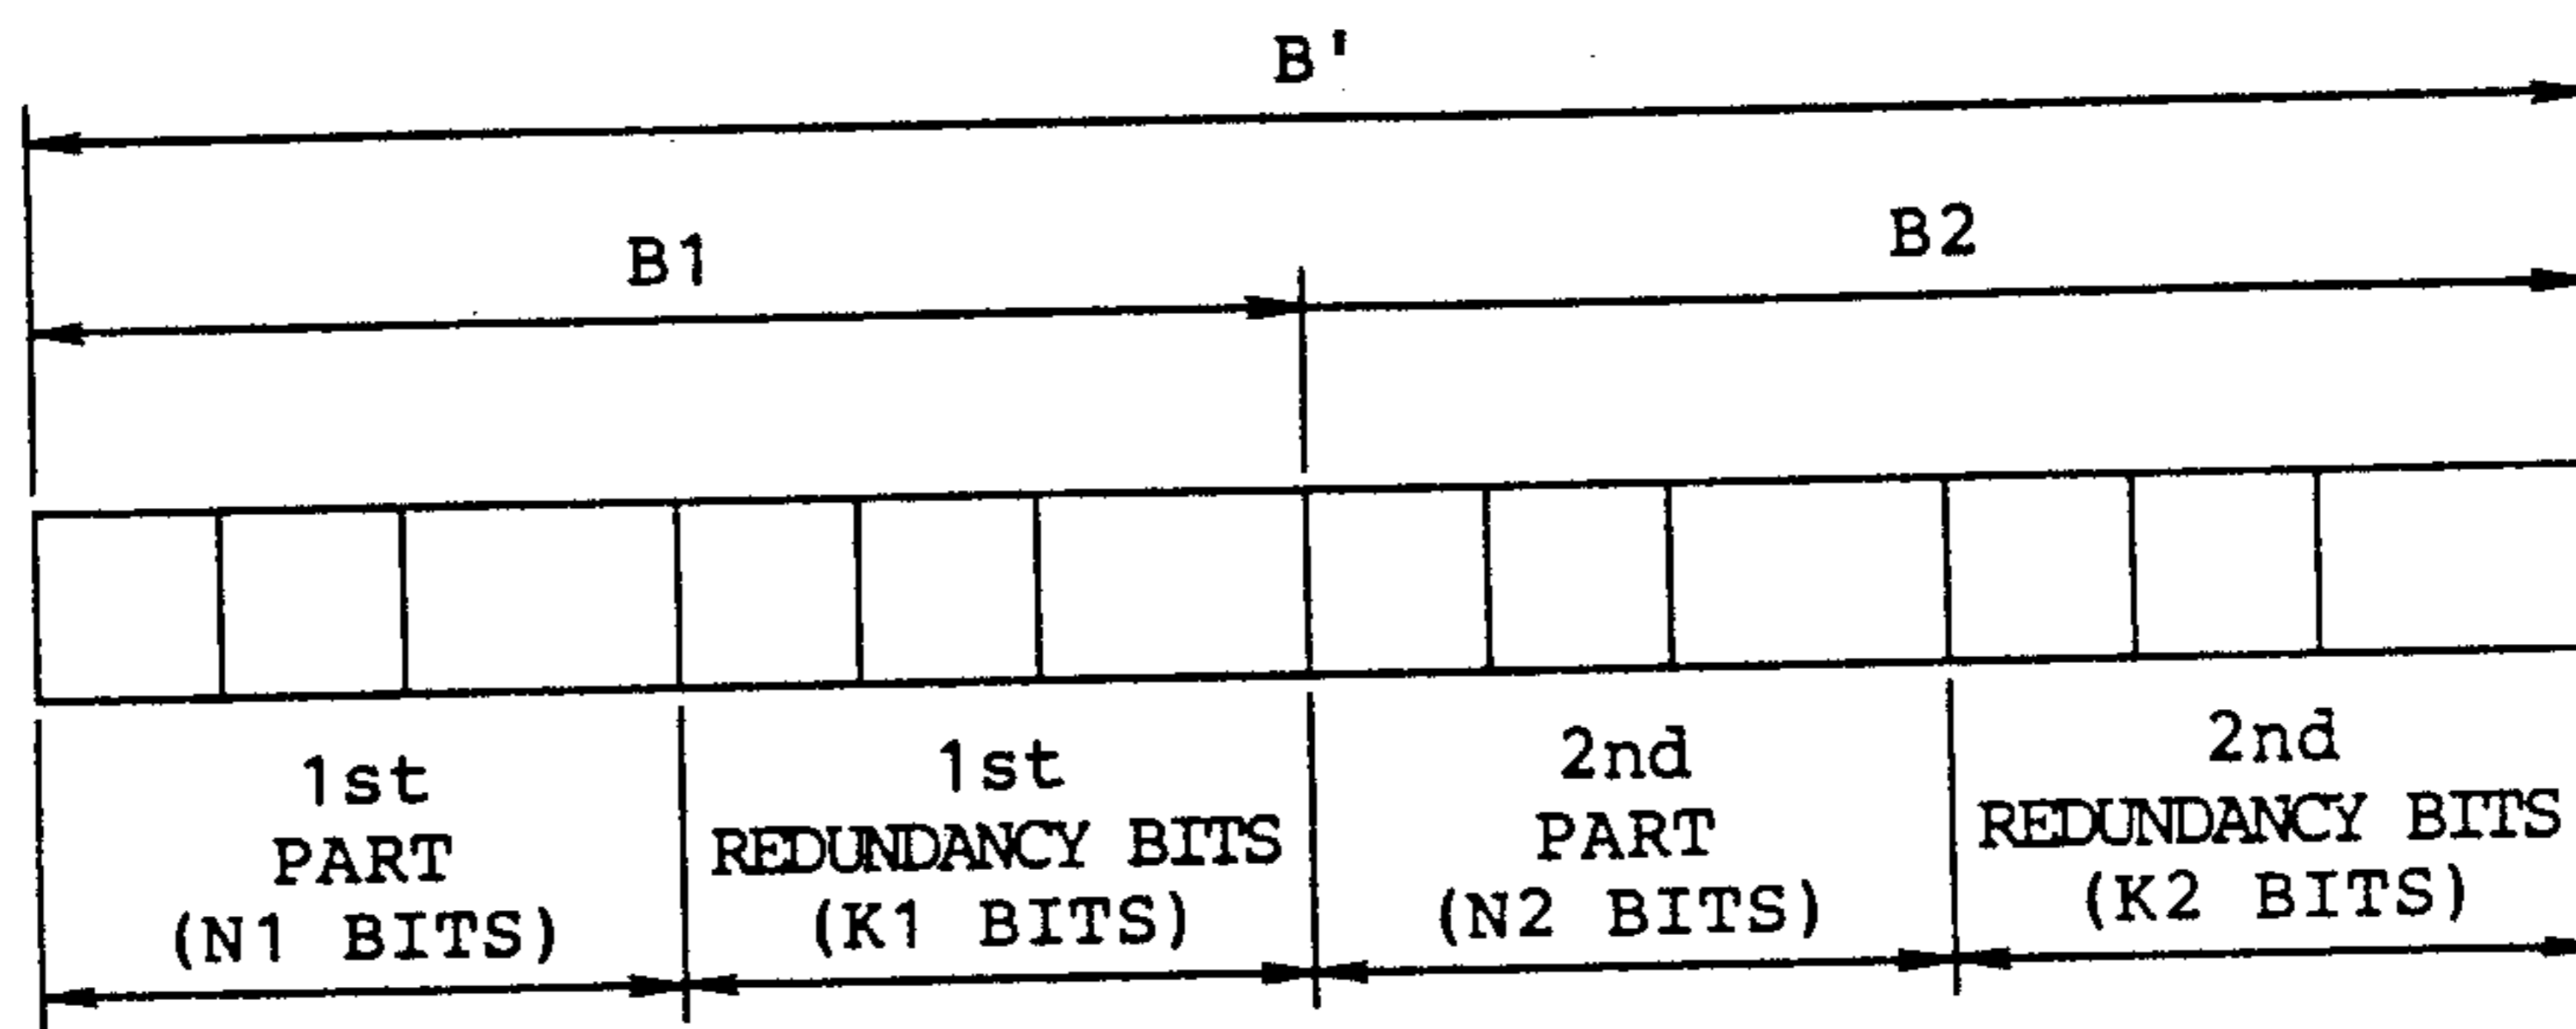 B'
B1
B2
1st
PART
(N1 BITS)
1st
REDUNDANCY BITS
(K1 BITS)
2nd
PART
(N2 BITS)
2nd
REDUNDANCY BITS
(K2 BITS)